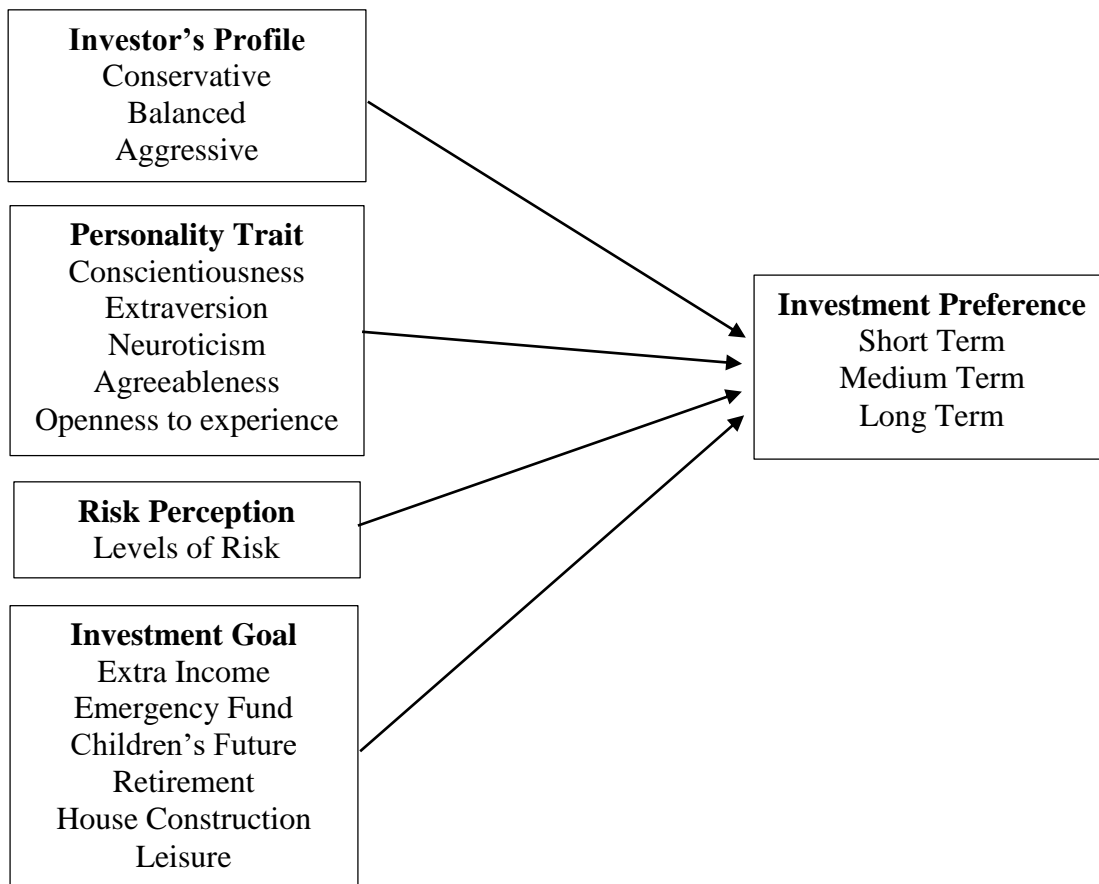 Investor’s Profile
Conservative
Balanced
Aggressive
Personality Trait
Conscientiousness
Extraversion
Neuroticism
Agreeableness
Openness to experience
Risk Perception
Levels of Risk
Investment Goal
Extra Income
Emergency Fund
Children’s Future
Retirement
House Construction
Leisure
Investment Preference
Short Term
Medium Term
Long Term